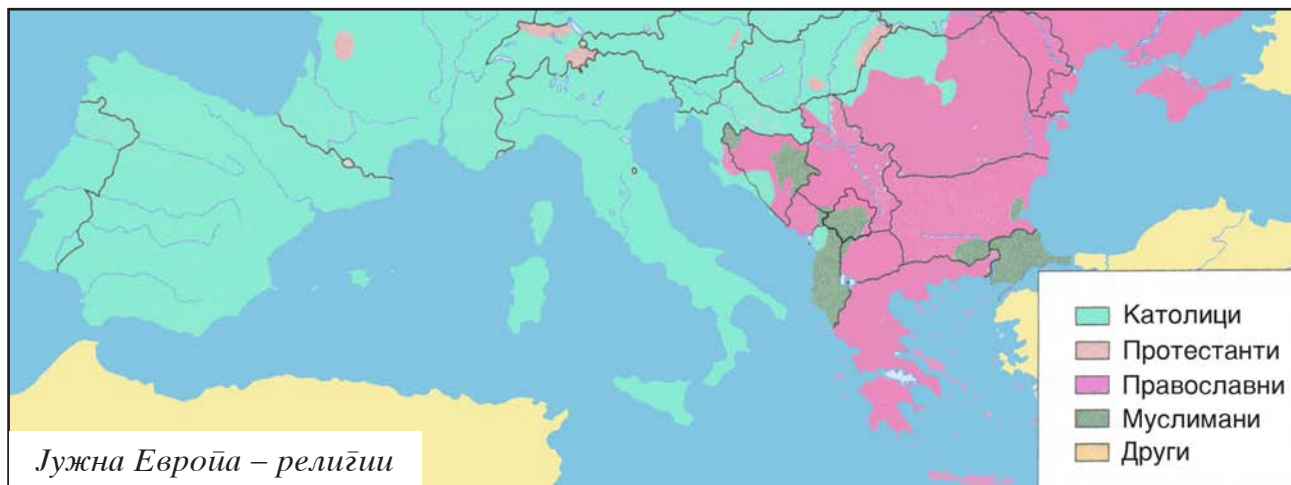 Католици
Протестанти
Православни
Муслимани
Други
Јужна Европа – религии